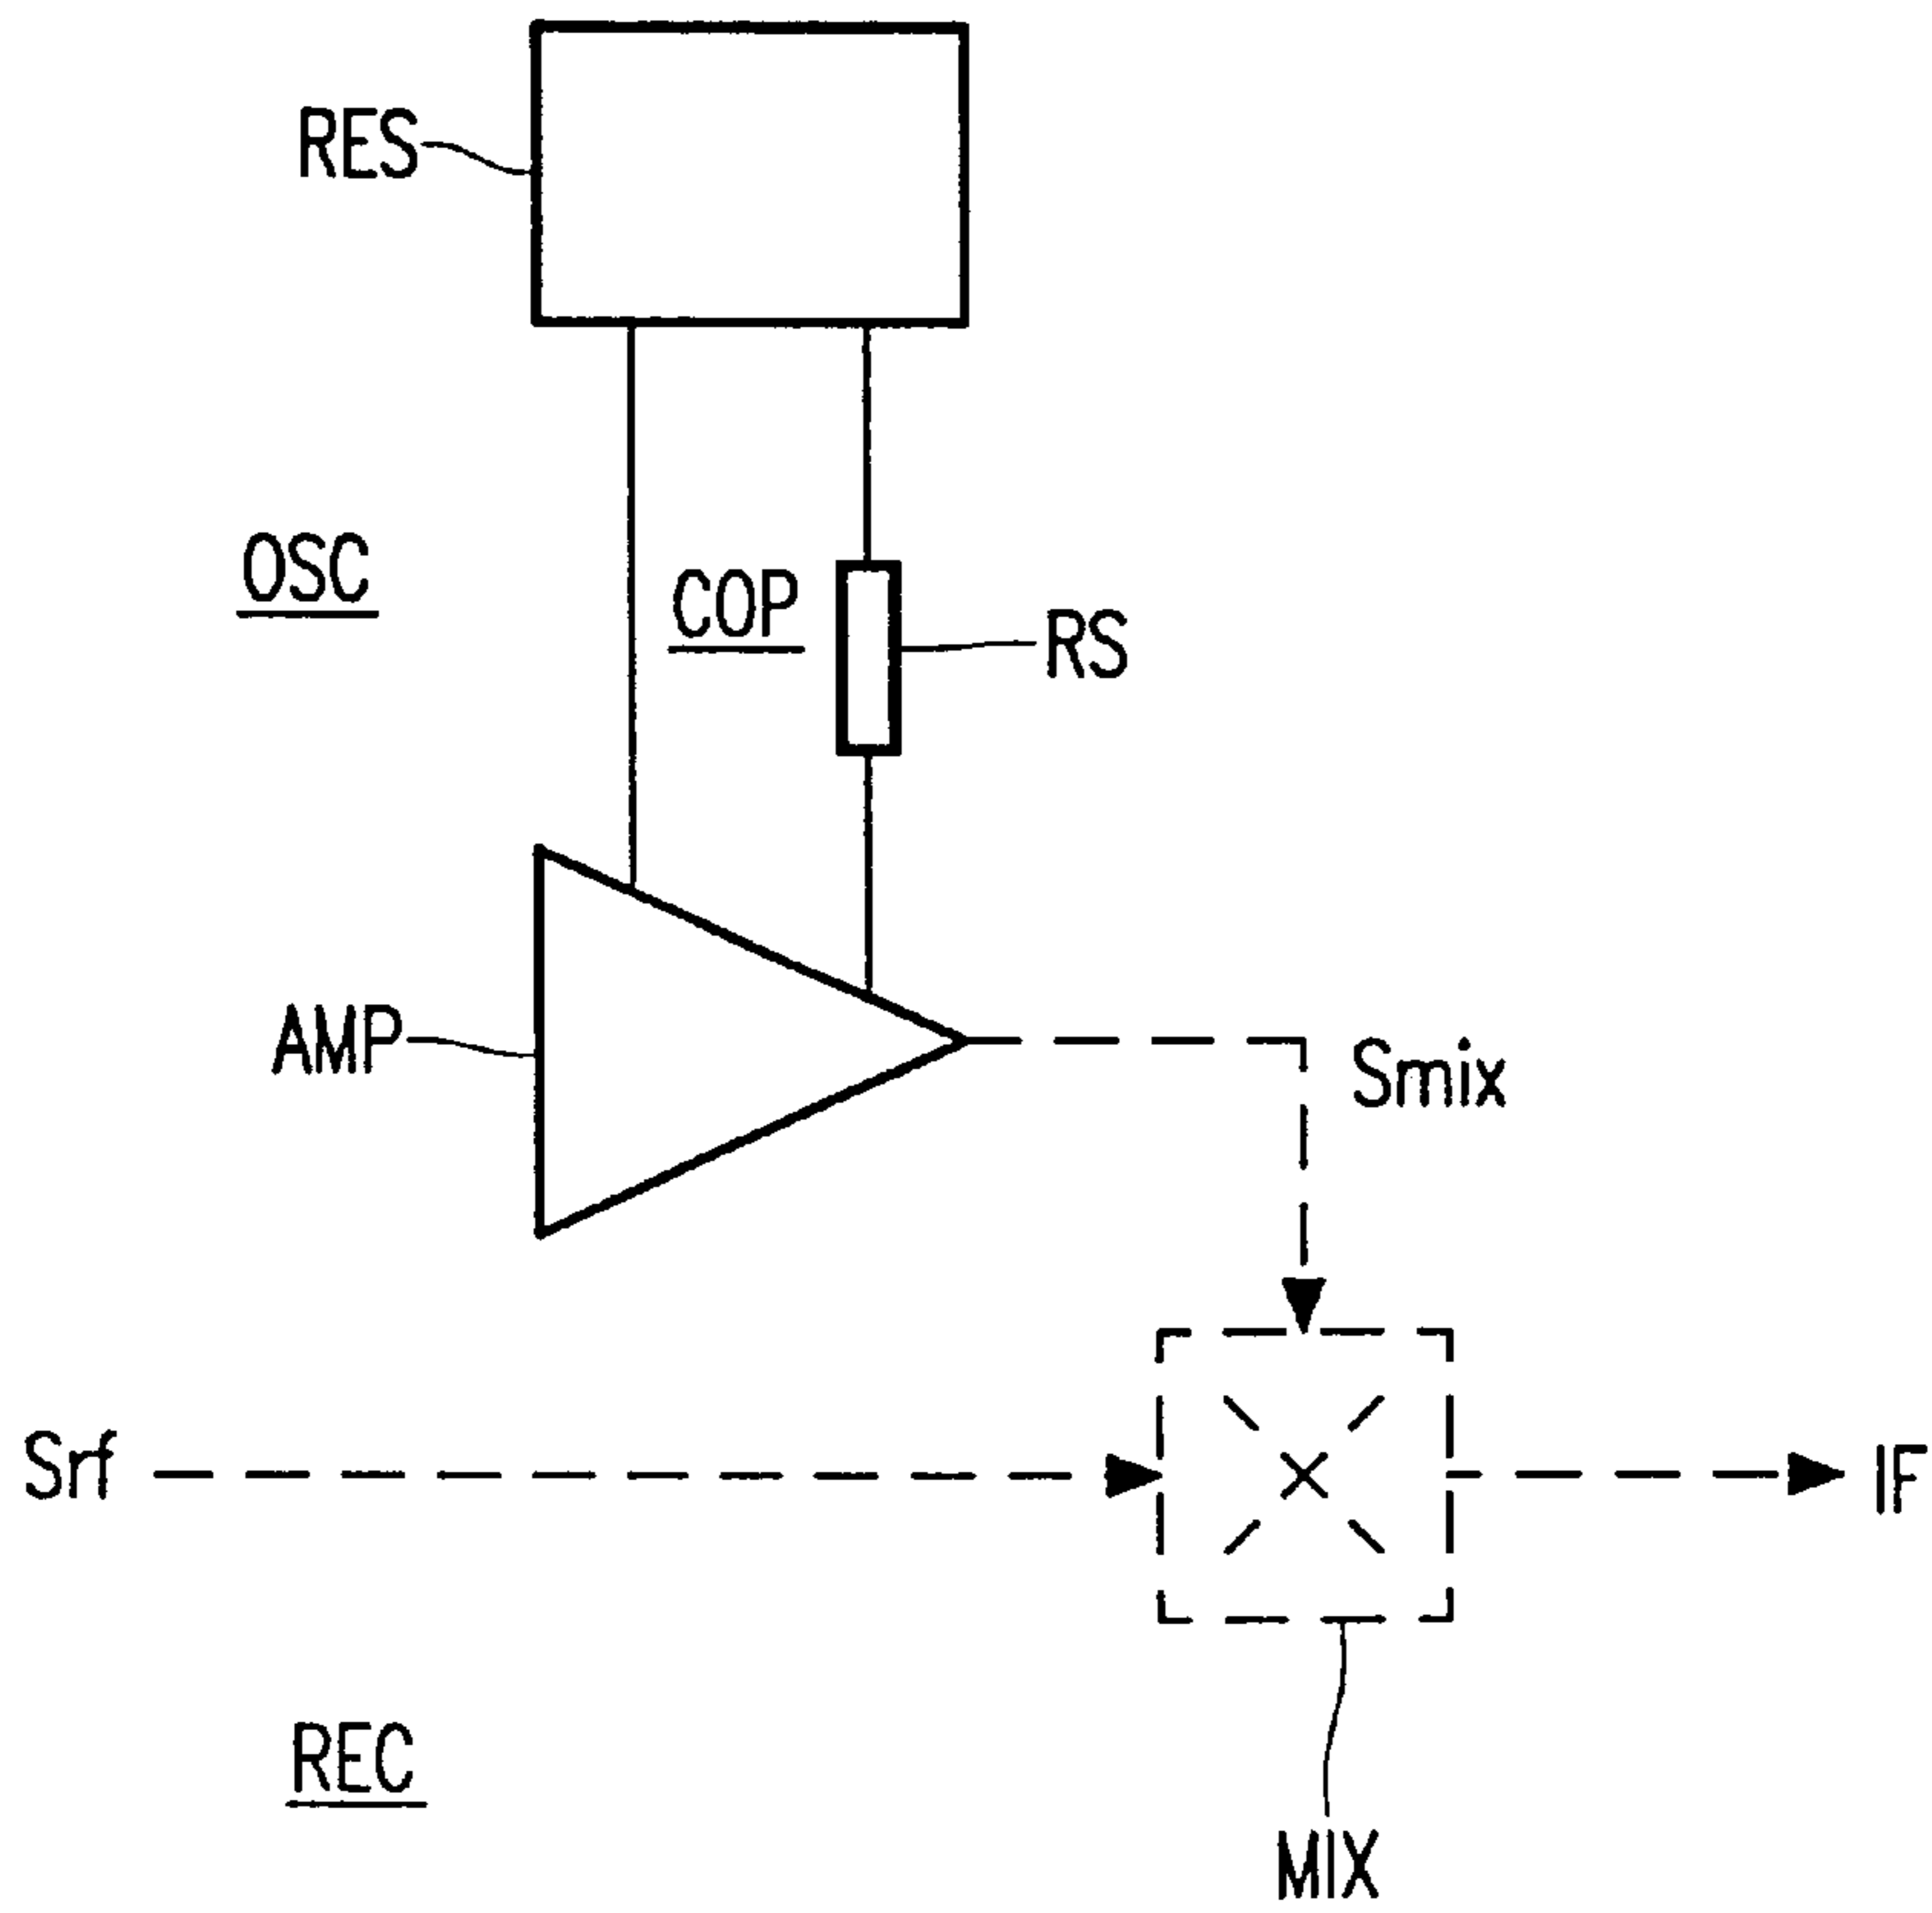 RES
OSC
COP
RS
AMP
Smix
Srf
IF
REC
MIX